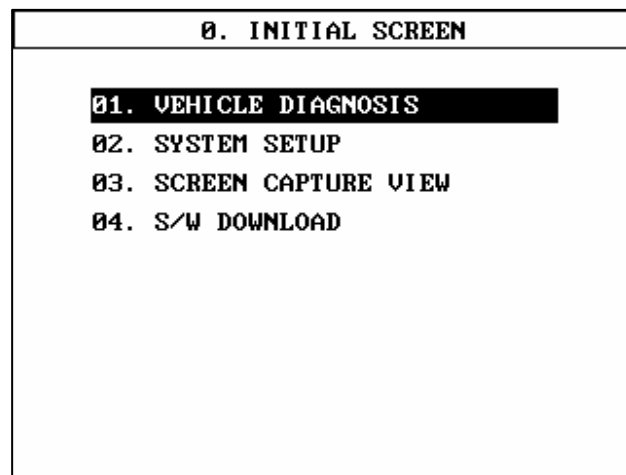 0. INITIAL SCREEN
01. VEHICLE DIAGNOSIS
02. SYSTEM SETUP
03. SCREEN CAPTURE VIEW
04. S/W DOWNLOAD